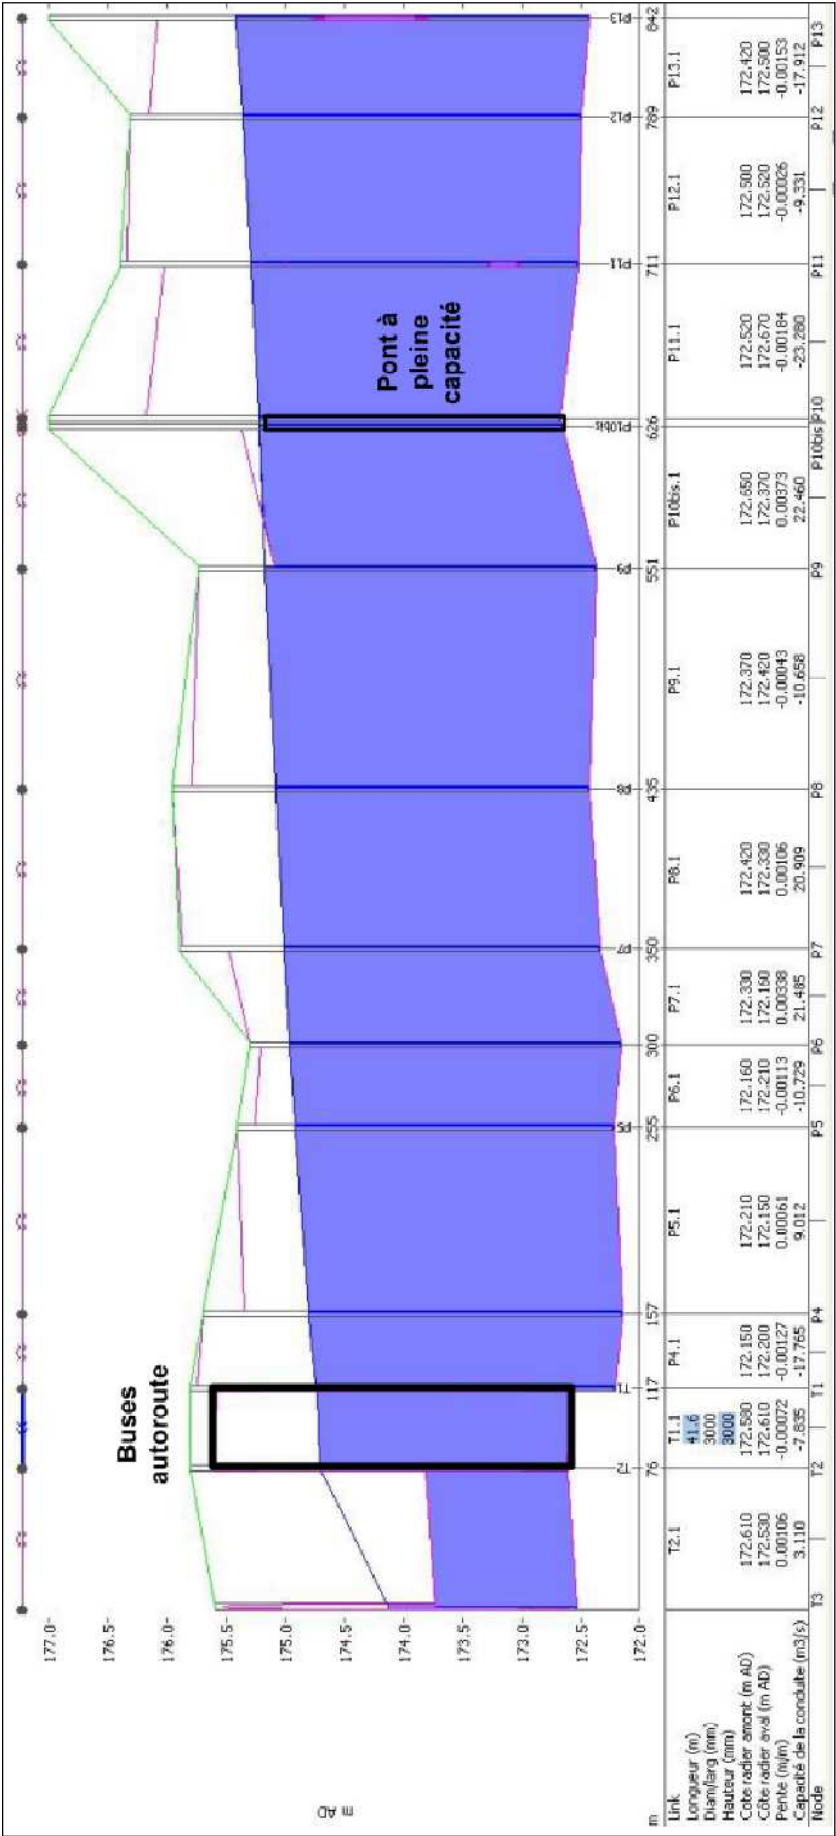 Buses
autoroute
Pont à
pleine
capacité
177.0
176.5
176.0
175.5
175.0
174.5
174.0
173.5
173.0
172.5
172.0
m AD
T2 T1 P5 P6 P7 P8 P9 P10bis P11 P12 P13
m 76 117 157 255 300 350 435 551 626 711 789 842
Link T2.1 T1.1 P4.1 P5.1 P6.1 P7.1 P8.1 P9.1 P10bis.1 P11.1 P12.1 P13.1
Longueur (m) 41.6
Diam/larg (mm) 3000
Hauteur (mm) 3000
Cote radier amont (m AD) 172.610 172.580 172.150 172.210 172.160 172.330 172.420 172.370 172.650 172.520 172.500 172.420
Côte radier aval (m AD) 172.530 172.610 172.200 172.150 172.210 172.160 172.330 172.420 172.370 172.670 172.520 172.500
Pente (m/m) 0.00106 -0.00072 -0.00127 0.00061 -0.00113 0.00338 0.00106 -0.00043 0.00373 -0.00184 -0.00026 -0.00153
Capacité de la conduite (m3/s) 3.110 -7.835 -17.765 9.012 -10.729 21.485 20.909 -10.658 22.460 -23.280 -9.331 -17.912
Node T3 T2 T1 P4 P5 P6 P7 P8 P9 P10bis P10 P11 P12 P13